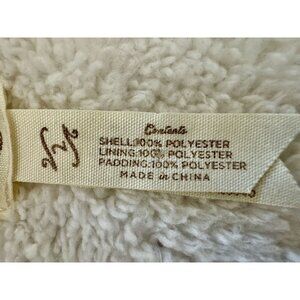 Contents
SHELL:100% POLYESTER
LINING:100% POLYESTER
PADDING:100% POLYESTER
MADE in CHINA